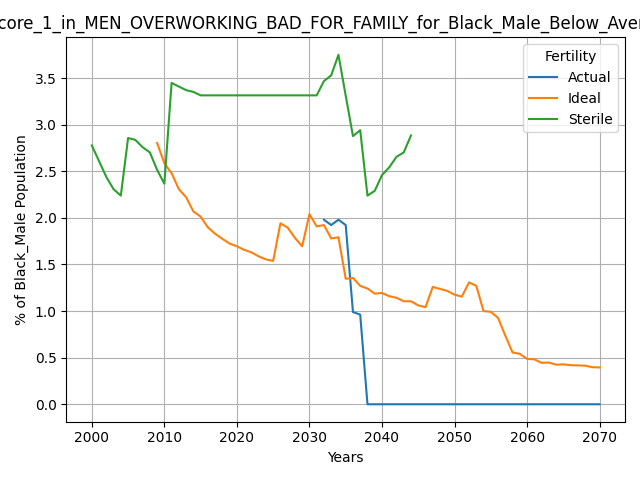 core_1_in_MEN_OVERWORKING_BAD_FOR_FAMILY_for_Black_Male_Below_Aver
Fertility
Actual
Ideal
Sterile
3.5
3.0
2.5
2.0
1.5
1.0
0.5
0.0
% of Black_Male Population
2000 2010 2020 2030 2040 2050 2060 2070
Years